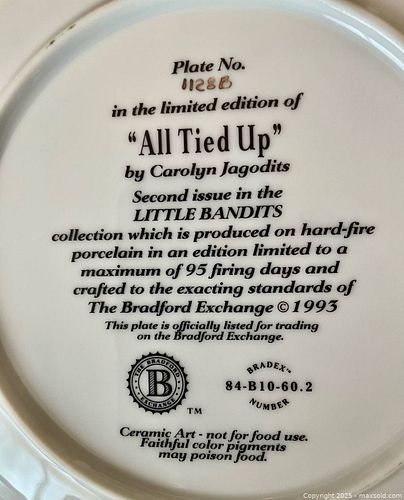 Plate No.
1128B
in the limited edition of
"All Tied Up"
by Carolyn Jagodits
Second issue in the
LITTLE BANDITS
collection which is produced on hard-fire
porcelain in an edition limited to a
maximum of 95 firing days and
crafted to the exacting standards of
The Bradford Exchange © 1993
This plate is officially listed for trading
on the Bradford Exchange.
THE BRADFORD
B
EXCHANGE
TM
BRADEX™
84-B10-60.2
NUMBER
Ceramic Art - not for food use.
Faithful color pigments
may poison food.
Copyright 2025 - maxsold.com